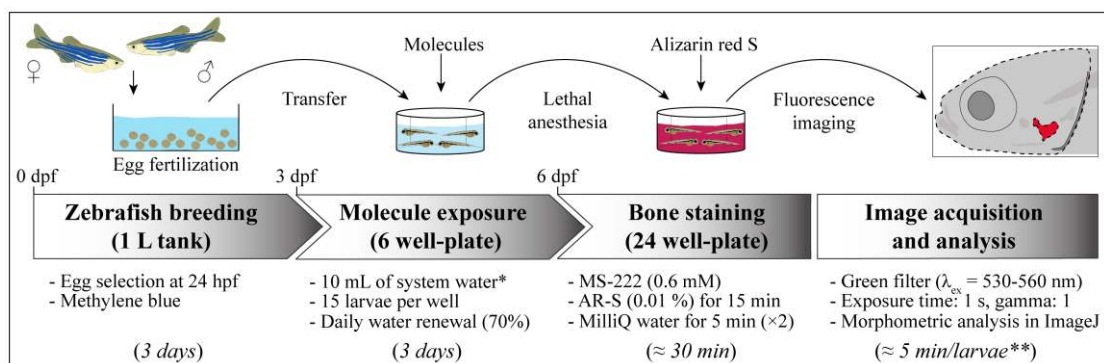 ♀
♂
Molecules
Alizarin red S
Transfer
Lethal
anesthesia
Fluorescence
imaging
Egg fertilization
0 dpf
3 dpf
6 dpf
Zebrafish breeding
(1 L tank)
Molecule exposure
(6 well-plate)
Bone staining
(24 well-plate)
Image acquisition
and analysis
- Egg selection at 24 hpf
- Methylene blue
(3 days)
- 10 mL of system water*
- 15 larvae per well
- Daily water renewal (70%)
(3 days)
- MS-222 (0.6 mM)
- AR-S (0.01 %) for 15 min
- MilliQ water for 5 min (×2)
(≈ 30 min)
- Green filter (λex = 530-560 nm)
- Exposure time: 1 s, gamma: 1
- Morphometric analysis in ImageJ
(≈ 5 min/larvae**)